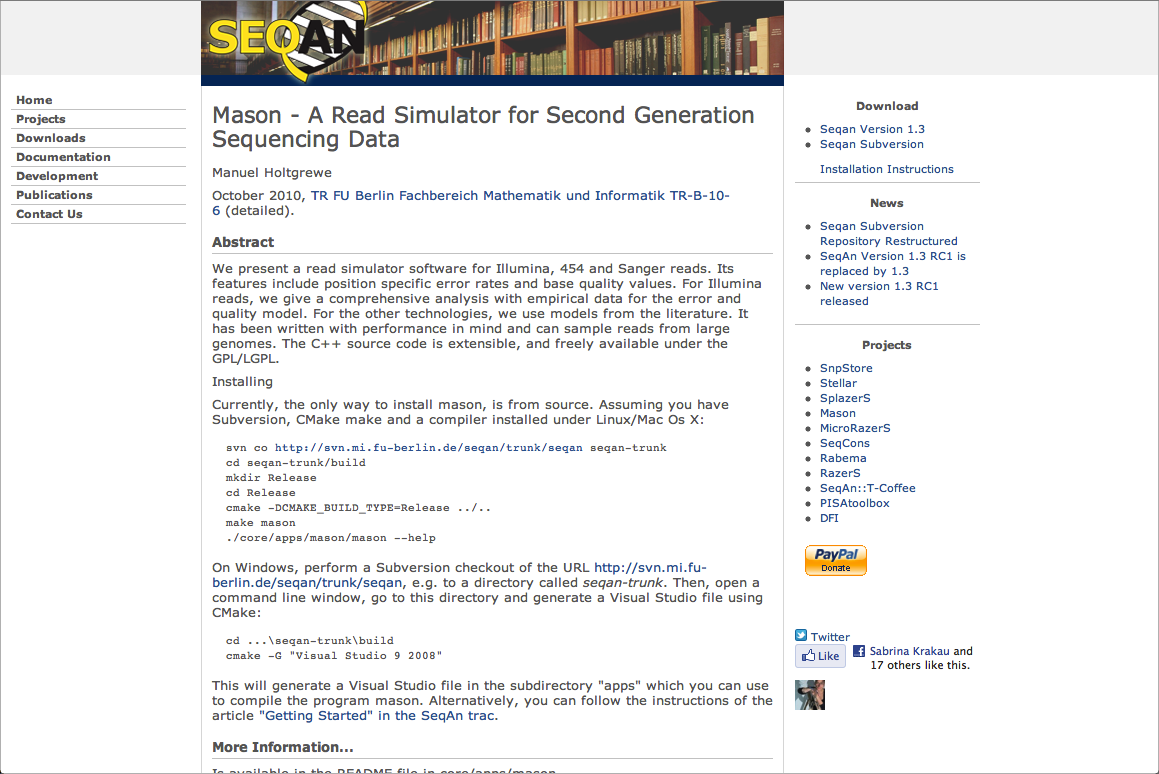 SEQAN
Home
Projects
Downloads
Documentation
Development
Publications
Contact Us
Mason - A Read Simulator for Second Generation
Sequencing Data
Manuel Holtgrewe
October 2010, TR FU Berlin Fachbereich Mathematik und Informatik TR-B-10-
6 (detailed).
Abstract
We present a read simulator software for Illumina, 454 and Sanger reads. Its
features include position specific error rates and base quality values. For Illumina
reads, we give a comprehensive analysis with empirical data for the error and
quality model. For the other technologies, we use models from the literature. It
has been written with performance in mind and can sample reads from large
genomes. The C++ source code is extensible, and freely available under the
GPL/LGPL.
Installing
Currently, the only way to install mason, is from source. Assuming you have
Subversion, CMake make and a compiler installed under Linux/Mac Os X:
svn co http://svn.mi.fu-berlin.de/seqan/trunk/seqan seqan-trunk
cd seqan-trunk/build
mkdir Release
cd Release
cmake -DCMAKE_BUILD_TYPE=Release ../..
make mason
./core/apps/mason/mason --help
On Windows, perform a Subversion checkout of the URL http://svn.mi.fu-
berlin.de/seqan/trunk/seqan, e.g. to a directory called seqan-trunk. Then, open a
command line window, go to this directory and generate a Visual Studio file using
CMake:
cd ...\seqan-trunk\build
cmake -G "Visual Studio 9 2008"
This will generate a Visual Studio file in the subdirectory "apps" which you can use
to compile the program mason. Alternatively, you can follow the instructions of the
article "Getting Started" in the SeqAn trac.
More Information...
Is available in the README file in core/apps/mason
Download
Seqan Version 1.3
Seqan Subversion
Installation Instructions
News
Seqan Subversion
Repository Restructured
SeqAn Version 1.3 RC1 is
replaced by 1.3
New version 1.3 RC1
released
Projects
SnpStore
Stellar
SplazerS
Mason
MicroRazerS
SeqCons
Rabema
RazerS
SeqAn::T-Coffee
PISAtoolbox
DFI
PayPal
Donate
Twitter
Like
Sabrina Krakau and
17 others like this.